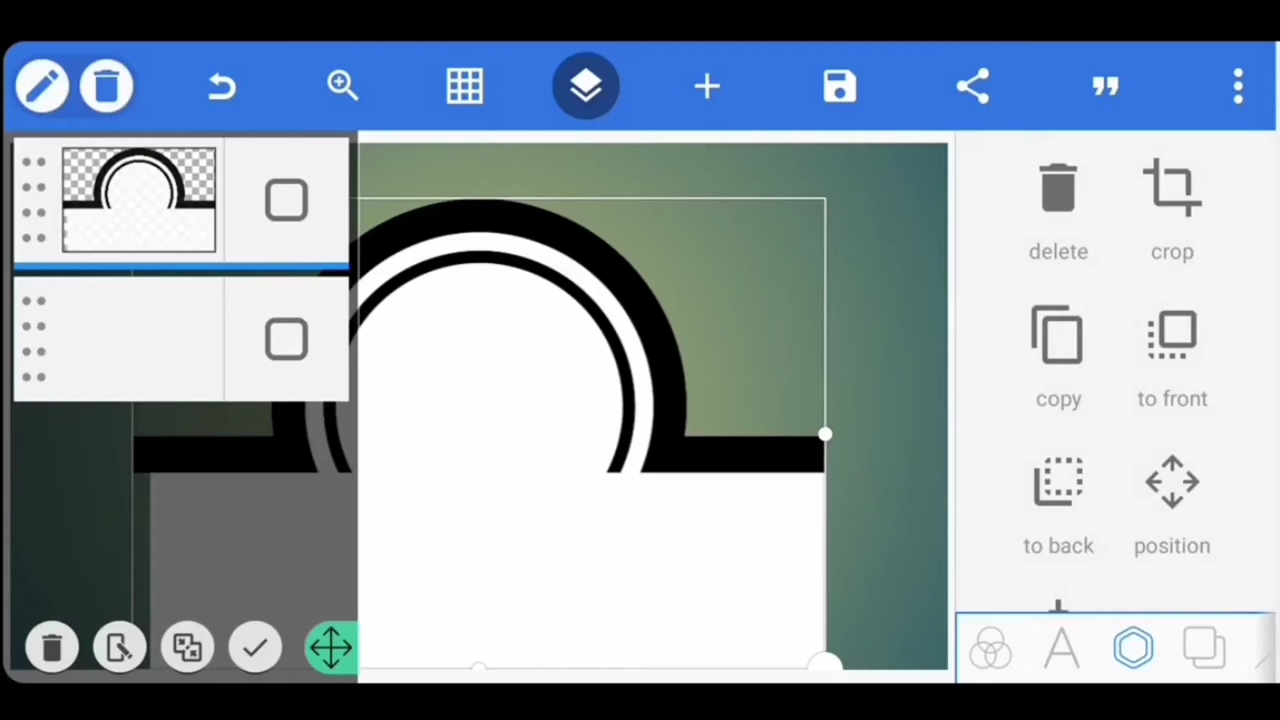 delete
crop
copy
to front
to back
position